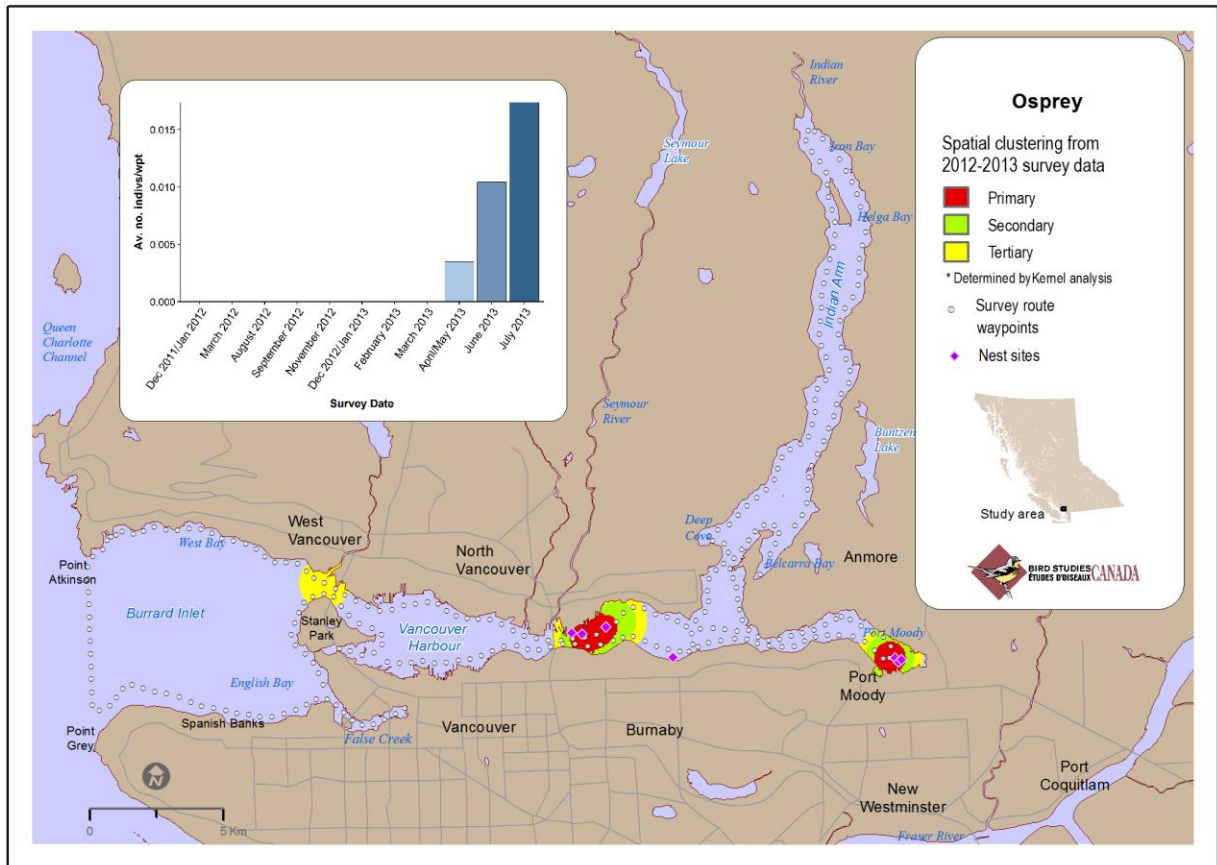 Osprey
Spatial clustering from
2012-2013 survey data
Primary
Secondary
Tertiary
* Determined by Kernel analysis
Survey route
waypoints
Nest sites
Study area
BIRD STUDIES
ÉTUDES D'OISEAUX
CANADA
Av. no. indivs/wpt
0.015
0.010
0.005
0.000
Dec 2011/Jan 2012
March 2012
August 2012
September 2012
November 2012
Dec 2012/Jan 2013
February 2013
March 2013
April/May 2013
June 2013
July 2013
Survey Date
Indian
River
Seymour
Lake
Iron Bay
Helga Bay
Queen
Charlotte
Channel
Indian Arm
Seymour
River
Buntzen
Lake
Deep
Cove
Belcarra Bay
Anmore
West
Vancouver
West Bay
North
Vancouver
Point
Atkinson
Burrard Inlet
Stanley
Park
Vancouver
Harbour
Port Moody
Port
Moody
English Bay
Spanish Banks
Vancouver
Burnaby
Point
Grey
False Creek
New
Westminster
Port
Coquitlam
Fraser River
N
0
5 Km